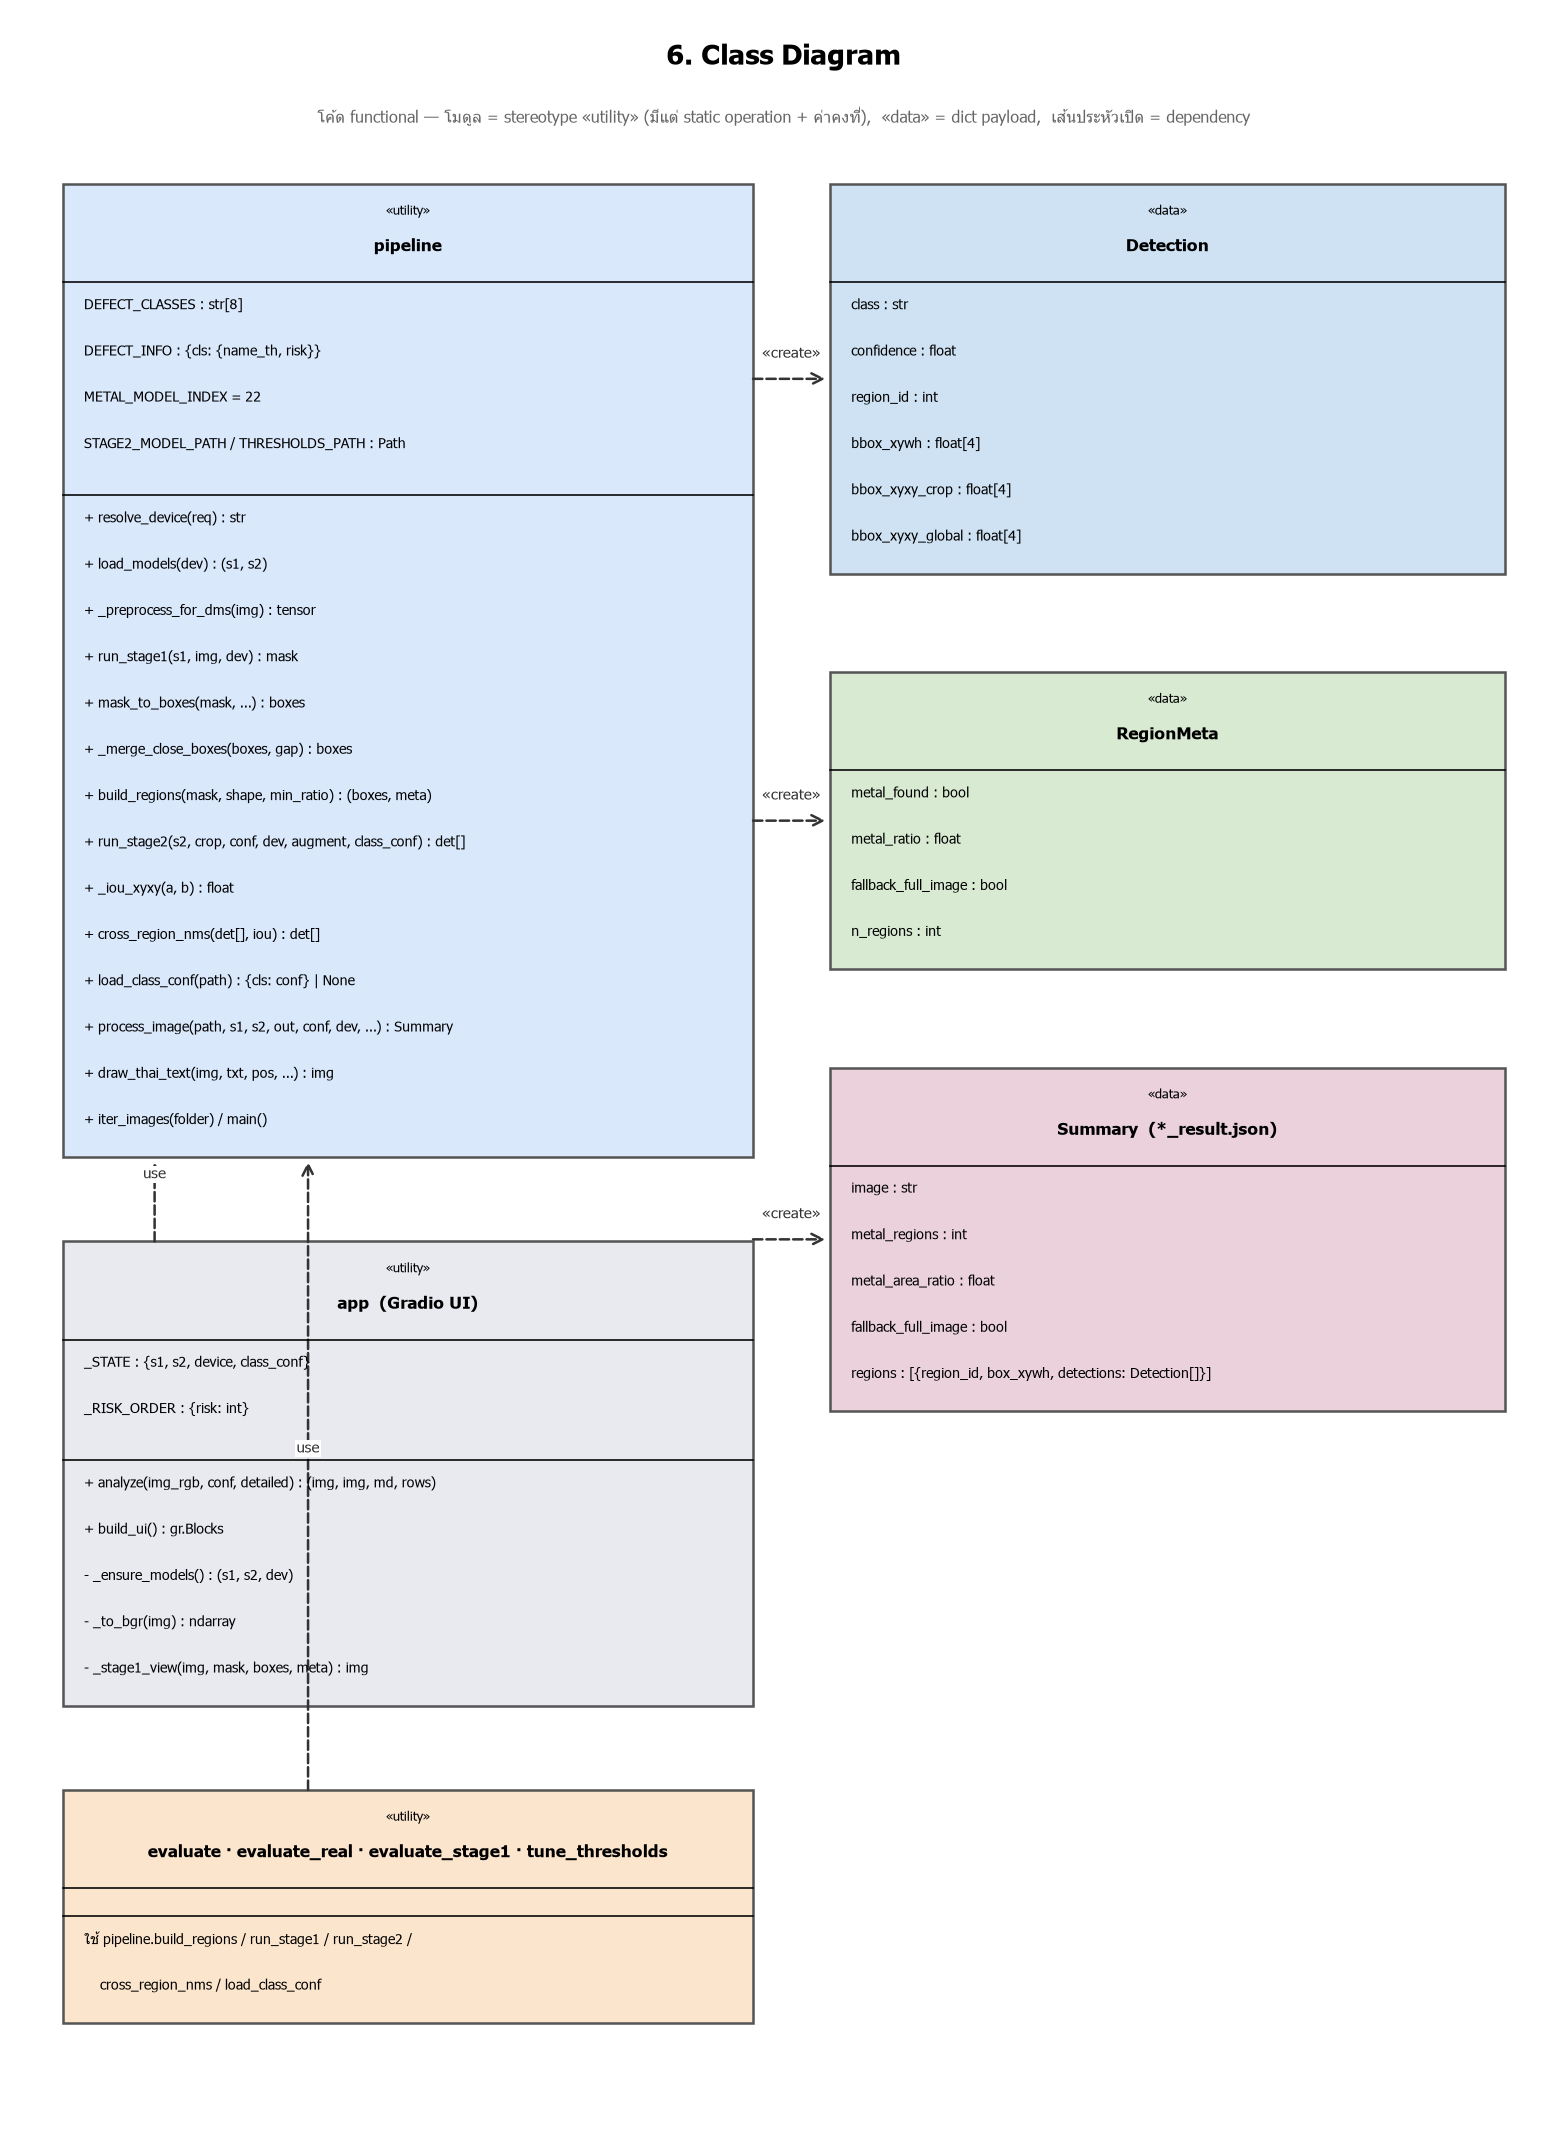 6. Class Diagram
โค้ด functional — โมดูล = stereotype «utility» (มีแต่ static operation + ค่าคงที่),  «data» = dict payload,  เส้นประหัวเปิด = dependency
«utility»
pipeline
DEFECT_CLASSES : str[8]
DEFECT_INFO : {cls: {name_th, risk}}
METAL_MODEL_INDEX = 22
STAGE2_MODEL_PATH / THRESHOLDS_PATH : Path
+ resolve_device(req) : str
+ load_models(dev) : (s1, s2)
+ _preprocess_for_dms(img) : tensor
+ run_stage1(s1, img, dev) : mask
+ mask_to_boxes(mask, ...) : boxes
+ _merge_close_boxes(boxes, gap) : boxes
+ build_regions(mask, shape, min_ratio) : (boxes, meta)
+ run_stage2(s2, crop, conf, dev, augment, class_conf) : det[]
+ _iou_xyxy(a, b) : float
+ cross_region_nms(det[], iou) : det[]
+ load_class_conf(path) : {cls: conf} | None
+ process_image(path, s1, s2, out, conf, dev, ...) : Summary
+ draw_thai_text(img, txt, pos, ...) : img
+ iter_images(folder) / main()
«create»
«data»
Detection
class : str
confidence : float
region_id : int
bbox_xywh : float[4]
bbox_xyxy_crop : float[4]
bbox_xyxy_global : float[4]
«create»
«data»
RegionMeta
metal_found : bool
metal_ratio : float
fallback_full_image : bool
n_regions : int
«create»
«data»
Summary  (*_result.json)
image : str
metal_regions : int
metal_area_ratio : float
fallback_full_image : bool
regions : [{region_id, box_xywh, detections: Detection[]}]
use
«utility»
app  (Gradio UI)
_STATE : {s1, s2, device, class_conf}
_RISK_ORDER : {risk: int}
use
+ analyze(img_rgb, conf, detailed) : (img, img, md, rows)
+ build_ui() : gr.Blocks
- _ensure_models() : (s1, s2, dev)
- _to_bgr(img) : ndarray
- _stage1_view(img, mask, boxes, meta) : img
«utility»
evaluate · evaluate_real · evaluate_stage1 · tune_thresholds
ใช้ pipeline.build_regions / run_stage1 / run_stage2 /
cross_region_nms / load_class_conf